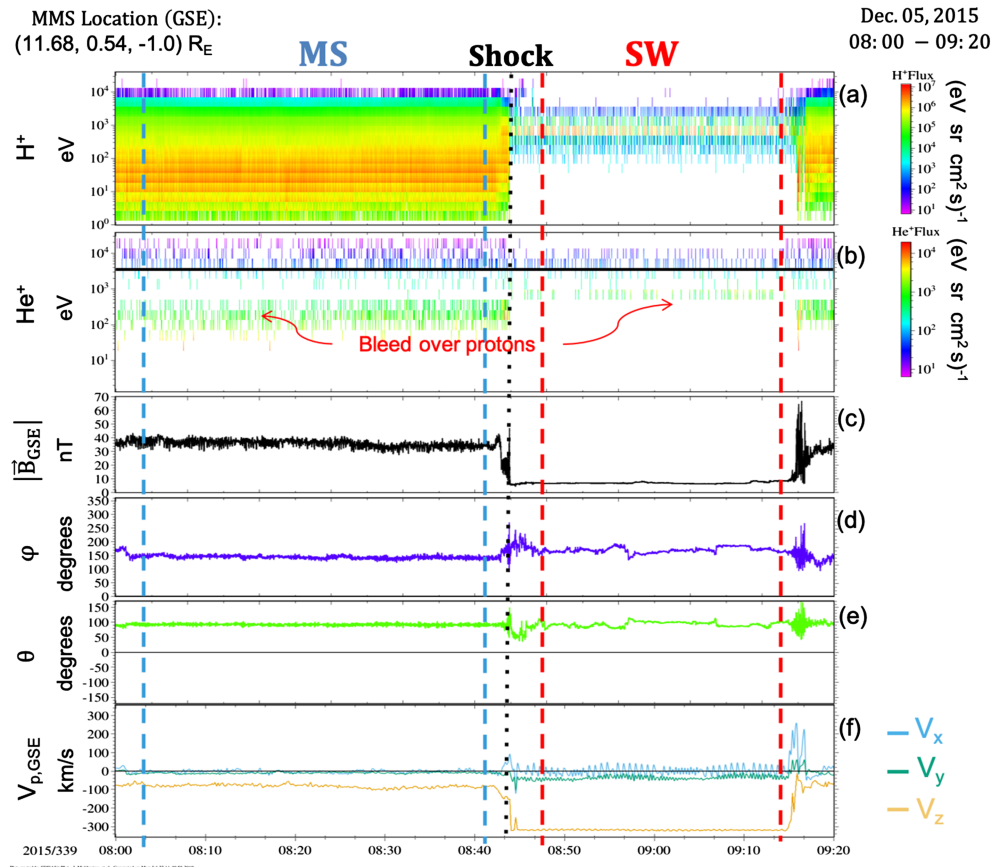 MMS Location (GSE):
(11.68, 0.54, -1.0) R_E
Dec. 05, 2015
08:00 – 09:20
MS
Shock
SW
(a)
H⁺
eV
10⁴
10³
10²
10¹
10⁰
H⁺Flux
10⁷
10⁶
10⁵
10⁴
10³
10²
10¹
(eV sr cm² s)⁻¹
(b)
He⁺
eV
10⁴
10³
10²
10¹
Bleed over protons
He⁺Flux
10⁴
10³
10²
10¹
(eV sr cm² s)⁻¹
(c)
|B⃗_GSE|
nT
70
60
50
40
30
20
10
0
(d)
φ
degrees
350
300
250
200
150
100
50
0
(e)
θ
degrees
150
100
50
0
-50
-100
-150
(f)
V_p,GSE
km/s
300
200
100
0
-100
-200
-300
V_x
V_y
V_z
2015/339
08:00
08:10
08:20
08:30
08:40
08:50
09:00
09:10
09:20